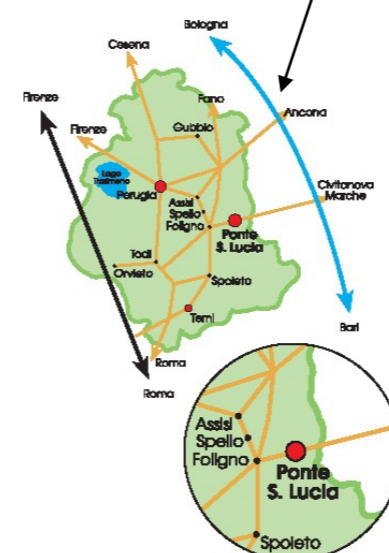 Bologna
Cesena
Firenze
Fano
Ancona
Firenze
Gubbio
Lago
Trasimeno
Perugia
Civitanova
Marche
Assisi
Spello
Foligno
Ponte
S. Lucia
Todi
Orvieto
Spoleto
Terni
Bari
Roma
Roma
Assisi
Spello
Foligno
Ponte
S. Lucia
Spoleto